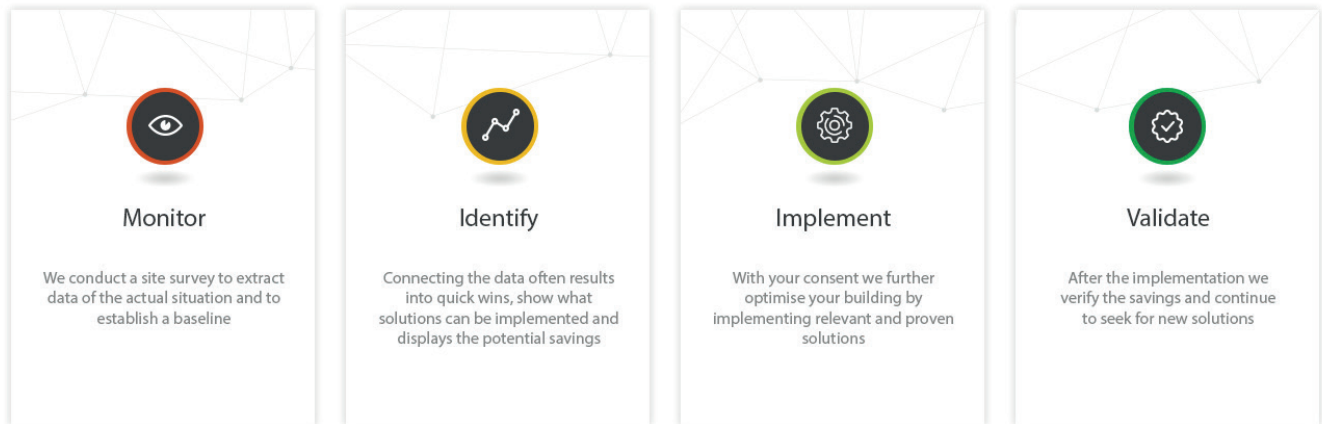 Monitor
We conduct a site survey to extract
data of the actual situation and to
establish a baseline
Identify
Connecting the data often results
into quick wins, show what
solutions can be implemented and
displays the potential savings
Implement
With your consent we further
optimise your building by
implementing relevant and proven
solutions
Validate
After the implementation we
verify the savings and continue
to seek for new solutions